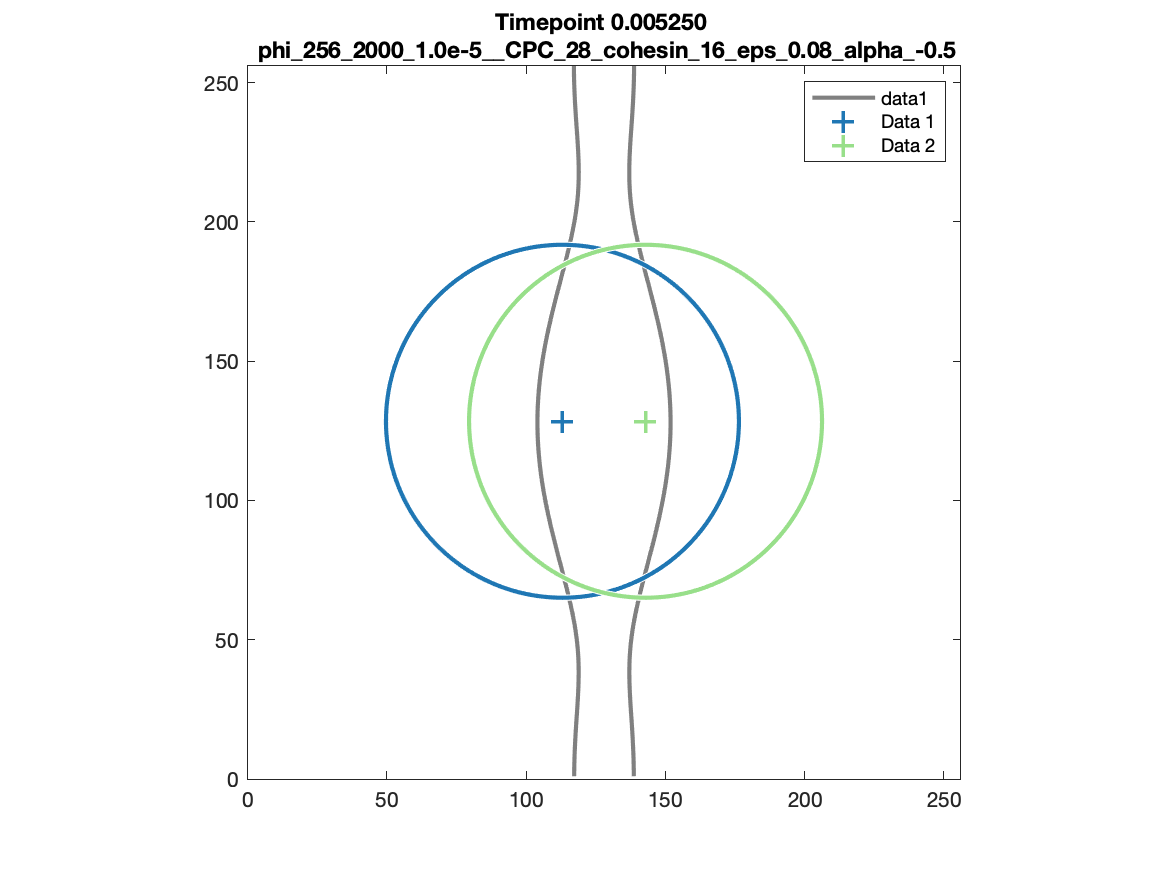 Timepoint 0.005250
phi_256_2000_1.0e-5__CPC_28_cohesin_16_eps_0.08_alpha_-0.5
250
200
150
100
50
0
0 50 100 150 200 250
data1
Data 1
Data 2